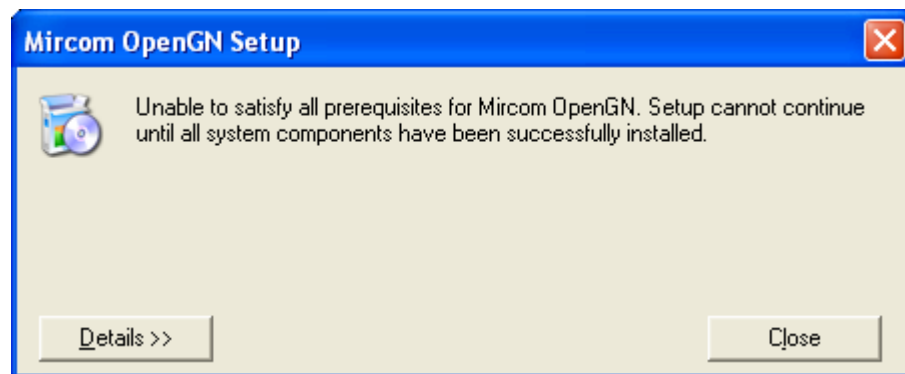 Mircom OpenGN Setup
Unable to satisfy all prerequisites for Mircom OpenGN. Setup cannot continue
until all system components have been successfully installed.
Details >>
Close